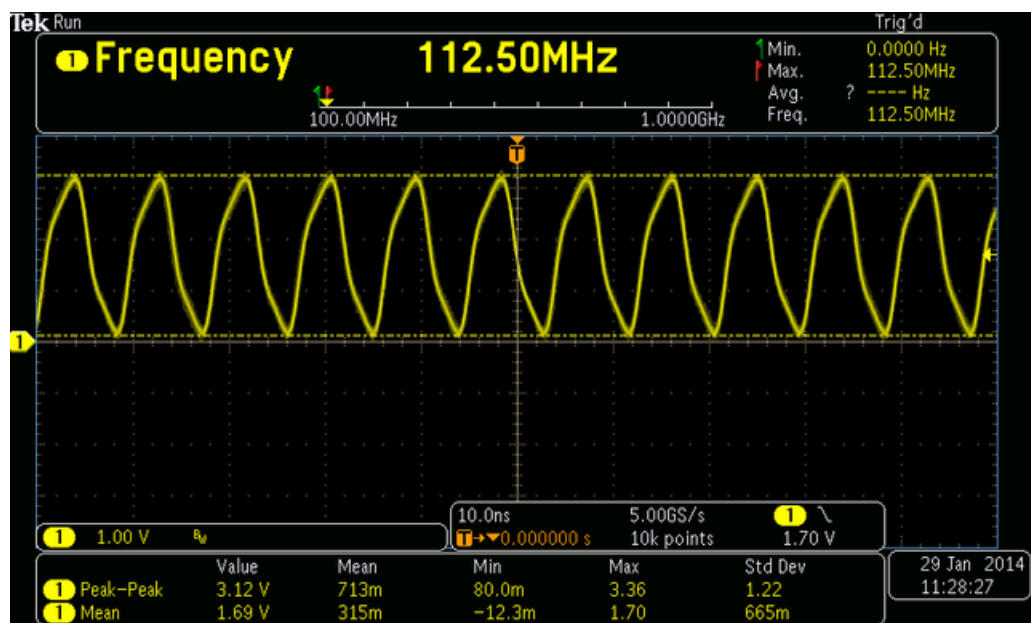 Tek Run Trig'd
1 Frequency 112.50MHz
Min. 0.0000 Hz
Max. 112.50MHz
Avg. ? ---- Hz
Freq. 112.50MHz
100.00MHz 1.0000GHz
T
1
1 1.00 V BW
10.0ns 5.00GS/s 1
T→▼0.000000 s 10k points 1.70 V
Value Mean Min Max Std Dev
1 Peak-Peak 3.12 V 713m 80.0m 3.36 1.22
1 Mean 1.69 V 315m -12.3m 1.70 665m
29 Jan 2014
11:28:27